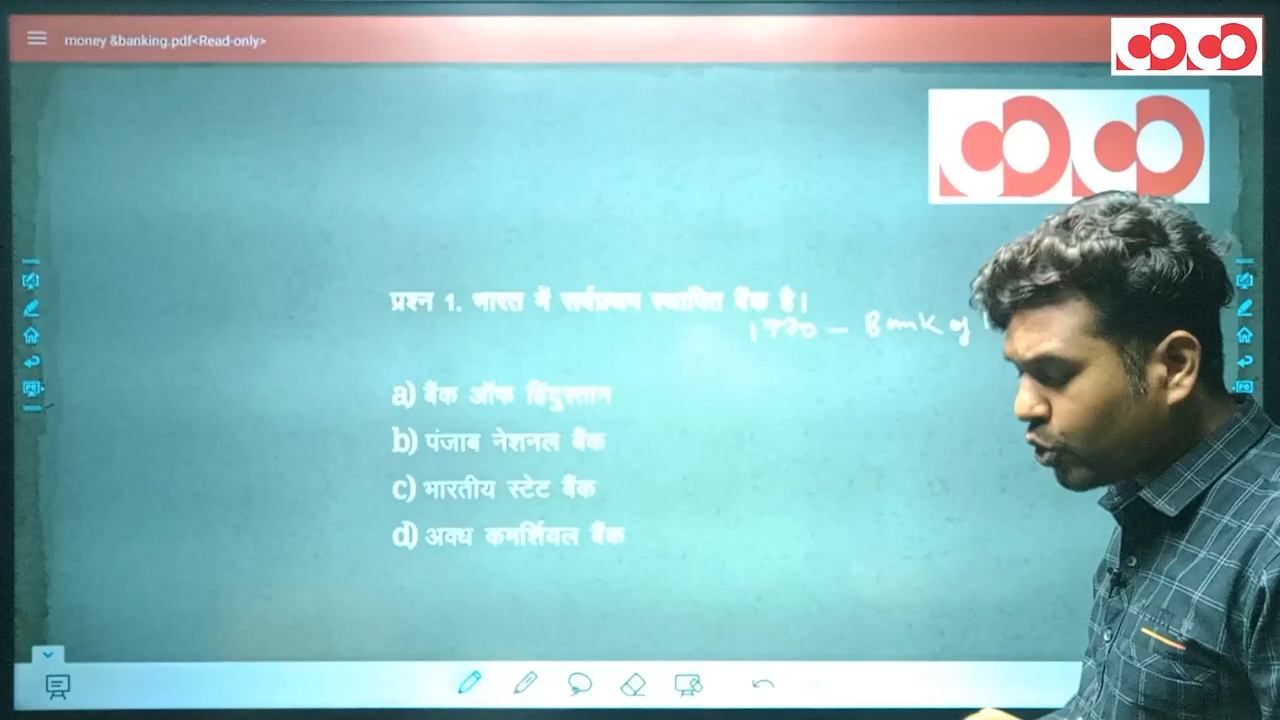 money &banking.pdf<Read-only>
प्रश्न 1. भारत में सर्वप्रथम स्थापित बैंक है।
1770 – Bank of
a) बैंक ऑफ हिंदुस्तान
b) पंजाब नेशनल बैंक
c) भारतीय स्टेट बैंक
d) अवध कमर्शियल बैंक